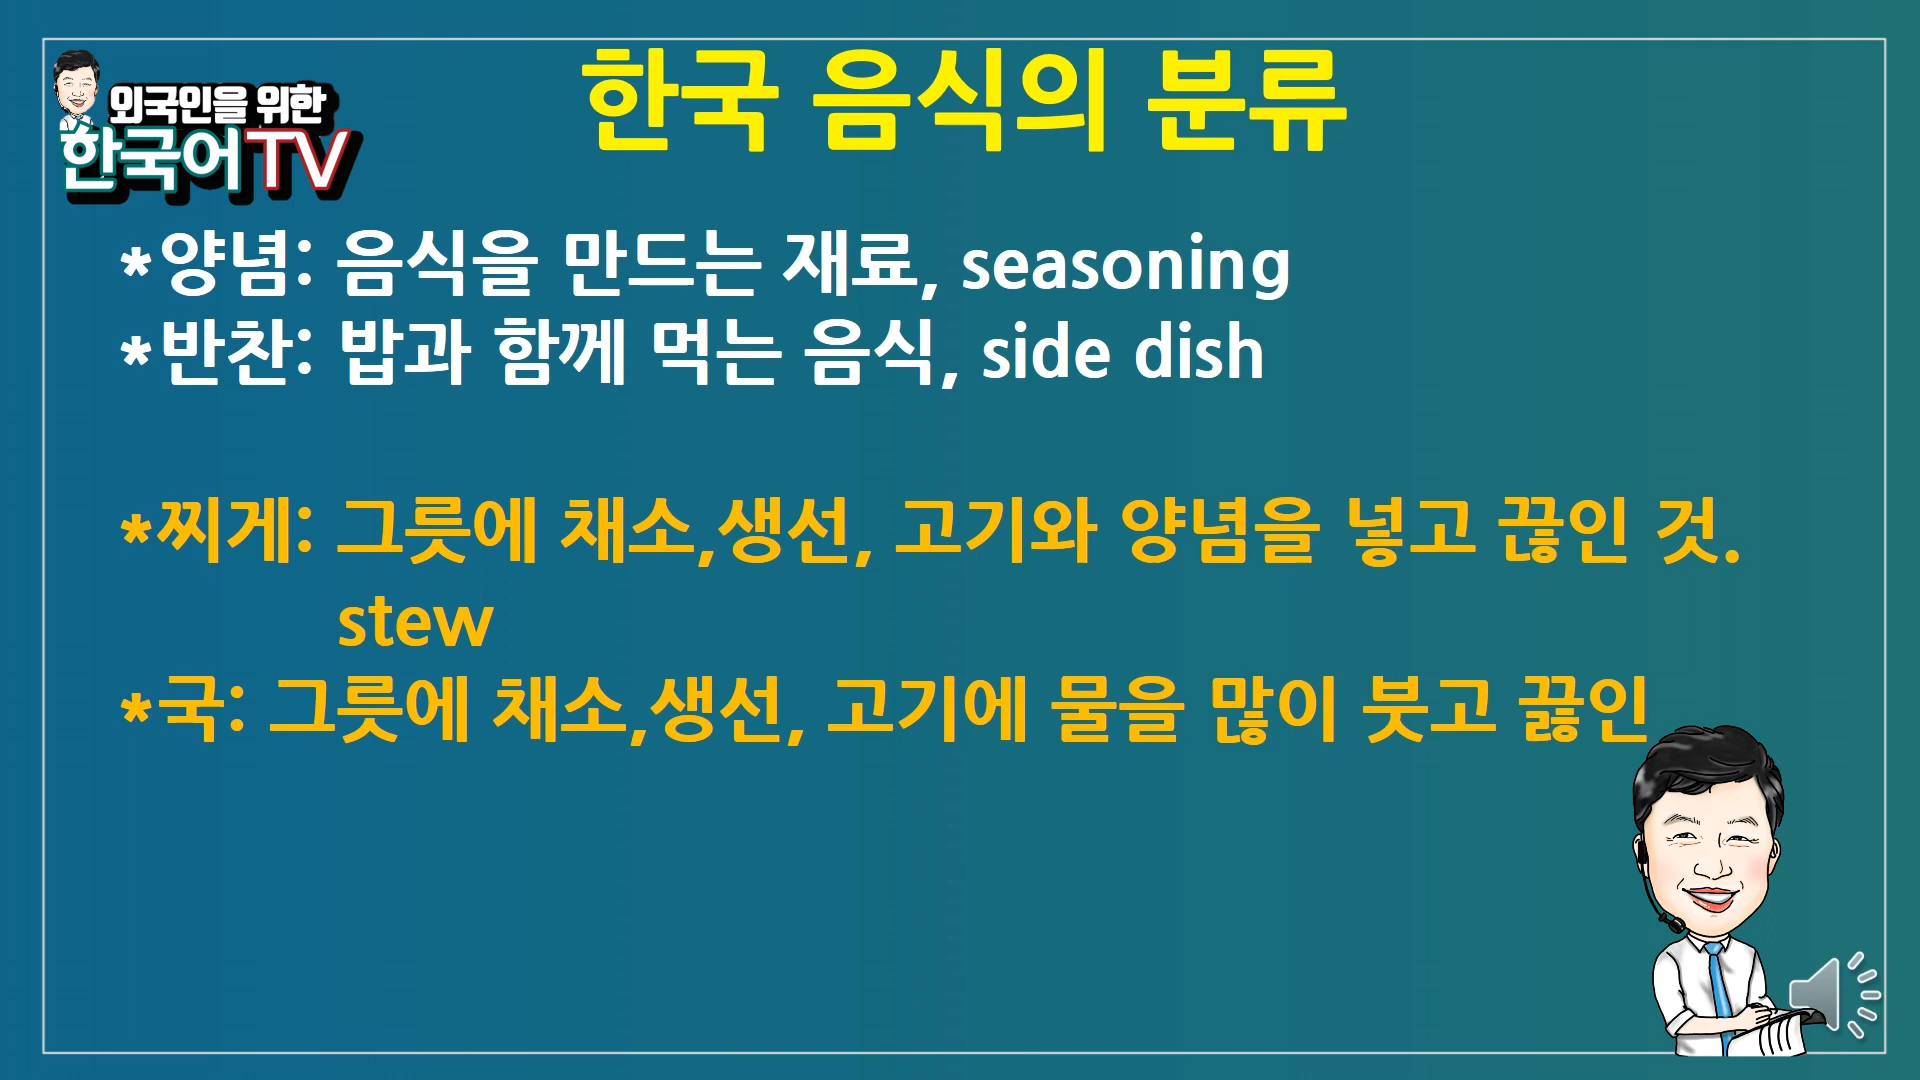 외국인을 위한
한국어TV
한국 음식의 분류
*양념: 음식을 만드는 재료, seasoning
*반찬: 밥과 함께 먹는 음식, side dish
*찌게: 그릇에 채소,생선, 고기와 양념을 넣고 끊인 것.
stew
*국: 그릇에 채소,생선, 고기에 물을 많이 붓고 끓인